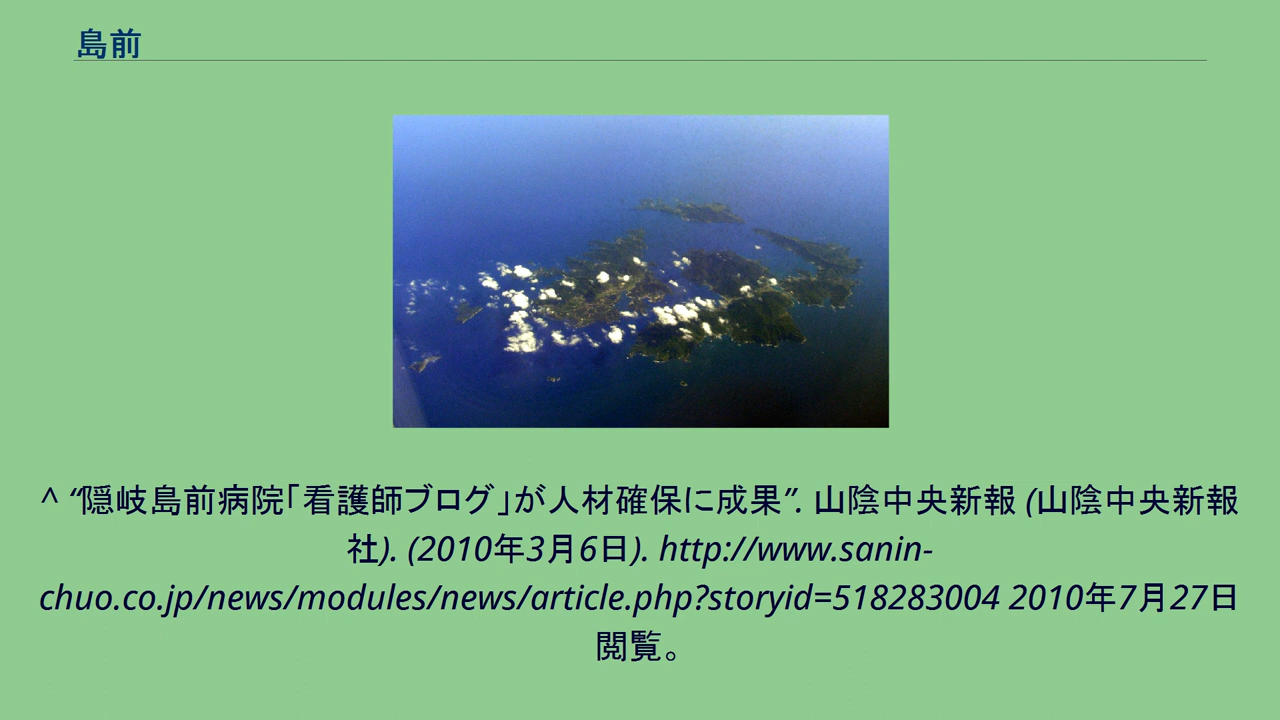 島前
^ “隠岐島前病院「看護師ブログ」が人材確保に成果”. 山陰中央新報 (山陰中央新報
社). (2010年3月6日). http://www.sanin-
chuo.co.jp/news/modules/news/article.php?storyid=518283004 2010年7月27日
閲覧。